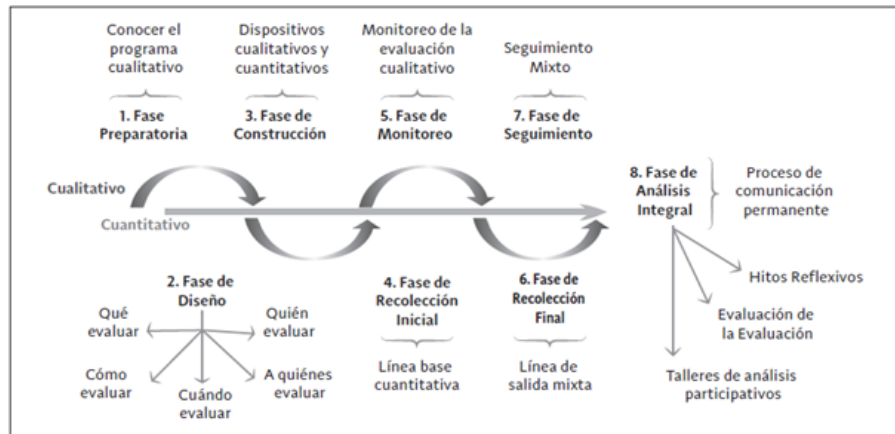 Conocer el
programa
cualitativo
1. Fase
Preparatoria
Dispositivos
cualitativos y
cuantitativos
3. Fase de
Construcción
Monitoreo de la
evaluación
cualitativo
5. Fase de
Monitoreo
Seguimiento
Mixto
7. Fase de
Seguimiento
Cualitativo
Cuantitativo
8. Fase de
Análisis
Integral
Proceso de
comunicación
permanente
2. Fase de
Diseño
Qué
evaluar
Quién
evaluar
Cómo
evaluar
Cuándo
evaluar
A quiénes
evaluar
4. Fase de
Recolección
Inicial
Línea base
cuantitativa
6. Fase de
Recolección
Final
Línea de
salida mixta
Hitos Reflexivos
Evaluación de
la Evaluación
Talleres de análisis
participativos